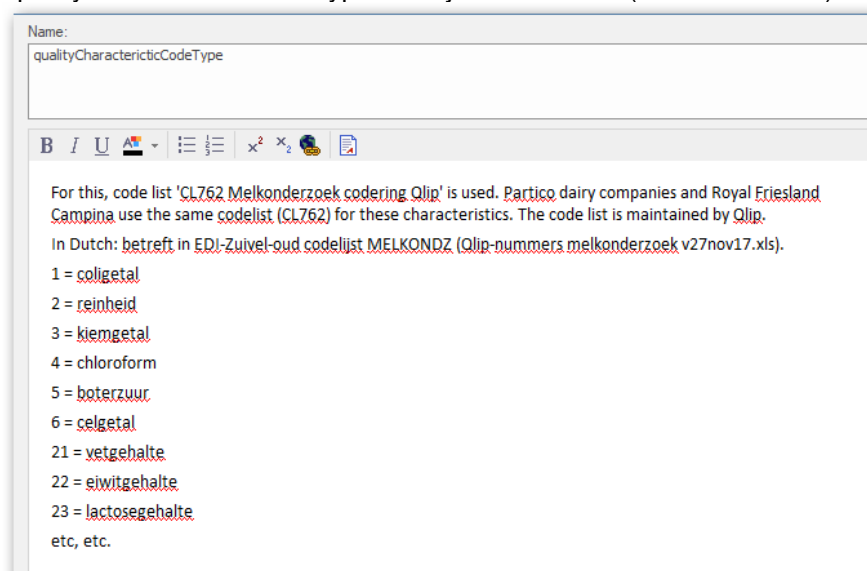 Name:
qualityCharactericticCodeType
B I U A x² x₂
For this, code list 'CL762 Melkonderzoek codering Qlip' is used. Partico dairy companies and Royal Friesland
Campina use the same codelist (CL762) for these characteristics. The code list is maintained by Qlip.
In Dutch: betreft in EDI-Zuivel-oud codelijst MELKONDZ (Qlip-nummers melkonderzoek v27nov17.xls).
1 = coligetal
2 = reinheid
3 = kiemgetal
4 = chloroform
5 = boterzuur
6 = celgetal
21 = vetgehalte
22 = eiwitgehalte
23 = lactosegehalte
etc, etc.